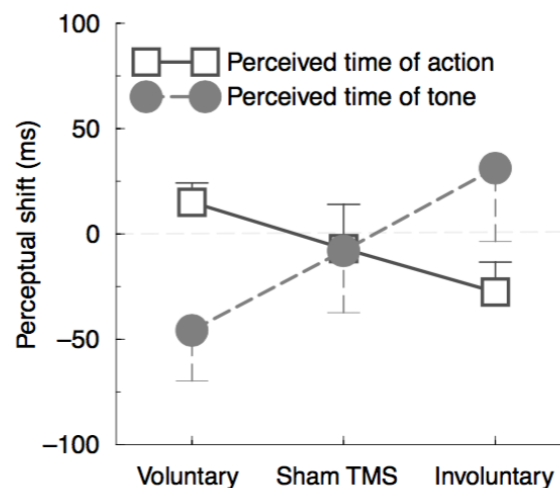 100
Perceived time of action
Perceived time of tone
50
0
−50
−100
Perceptual shift (ms)
Voluntary Sham TMS Involuntary